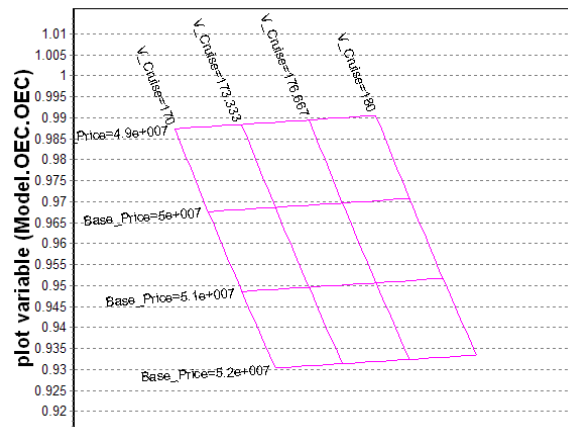 plot variable (Model.OEC.OEC)
1.01
1.005
1
0.995
0.99
0.985
0.98
0.975
0.97
0.965
0.96
0.955
0.95
0.945
0.94
0.935
0.93
0.925
0.92
V_Cruise=170
V_Cruise=173.333
V_Cruise=176.667
V_Cruise=180
Price=4.9e+007
Base_Price=5e+007
Base_Price=5.1e+007
Base_Price=5.2e+007